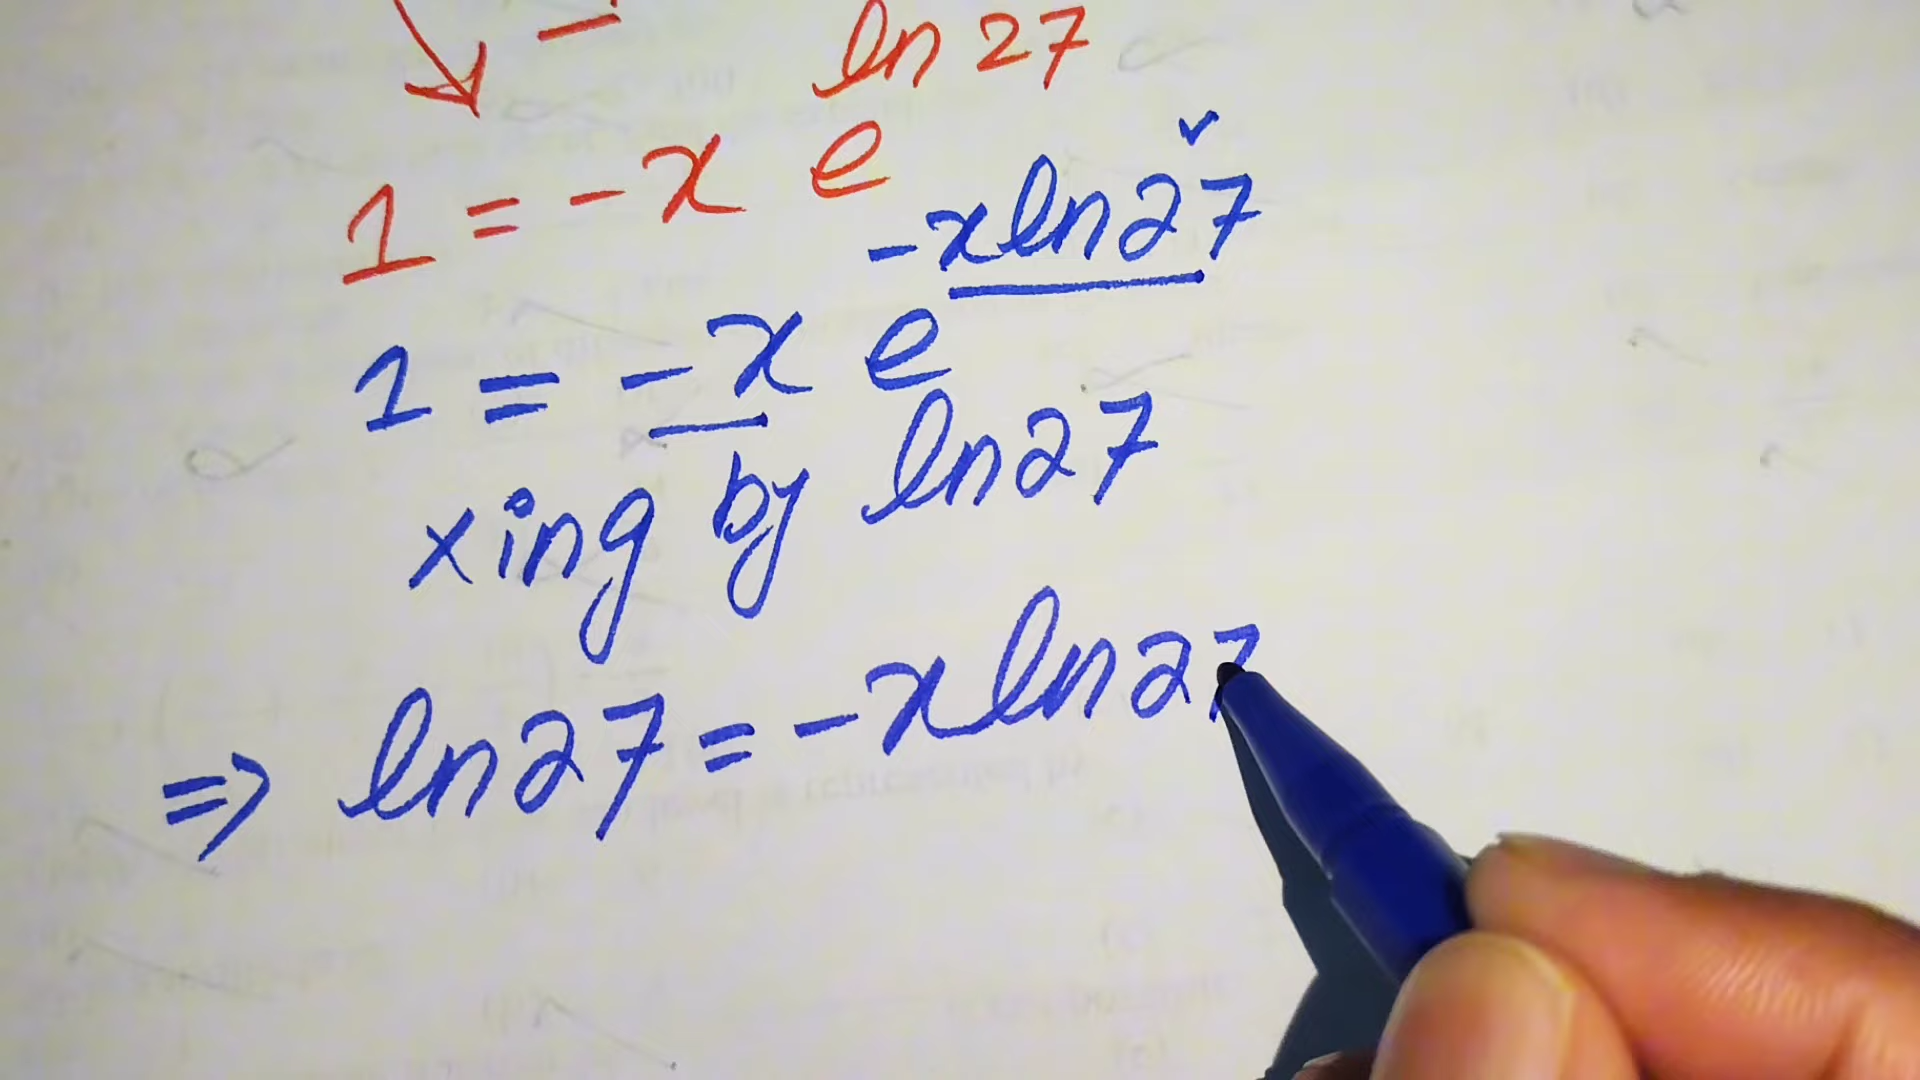 ln 27
1 = -x e
-xln27
1 = -x e
xing by ln27
⇒ ln27 = -xln27